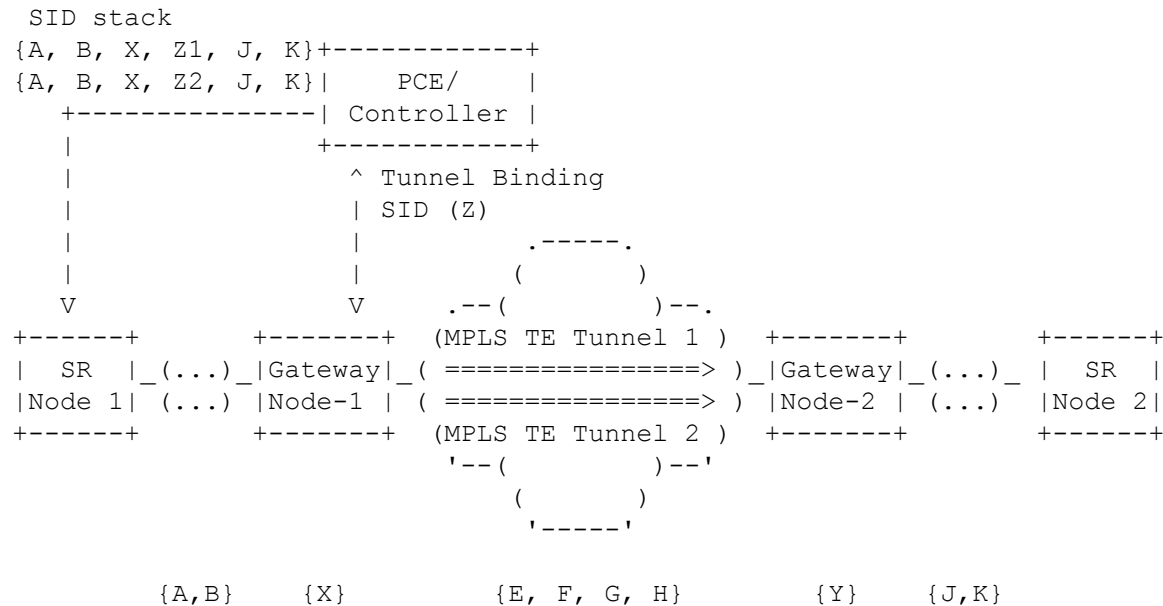 SID stack
{A, B, X, Z1, J, K}+------------+
{A, B, X, Z2, J, K}|    PCE/    |
+---------------| Controller |
|               +------------+
|                 ^ Tunnel Binding
|                 | SID (Z)
|                 |          .-----.
|                 |         (       )
V                 V     .--(         )--.
+------+       +-------+  (MPLS TE Tunnel 1 )  +-------+        +------+
|  SR  |_(...)_|Gateway|_( ================> )_|Gateway|_(...)_ |  SR  |
|Node 1| (...) |Node-1 | ( ================> ) |Node-2 | (...)  |Node 2|
+------+       +-------+  (MPLS TE Tunnel 2 )  +-------+        +------+
'--(         )--'
(       )
'-----'
{A,B}    {X}           {E, F, G, H}        {Y}    {J,K}